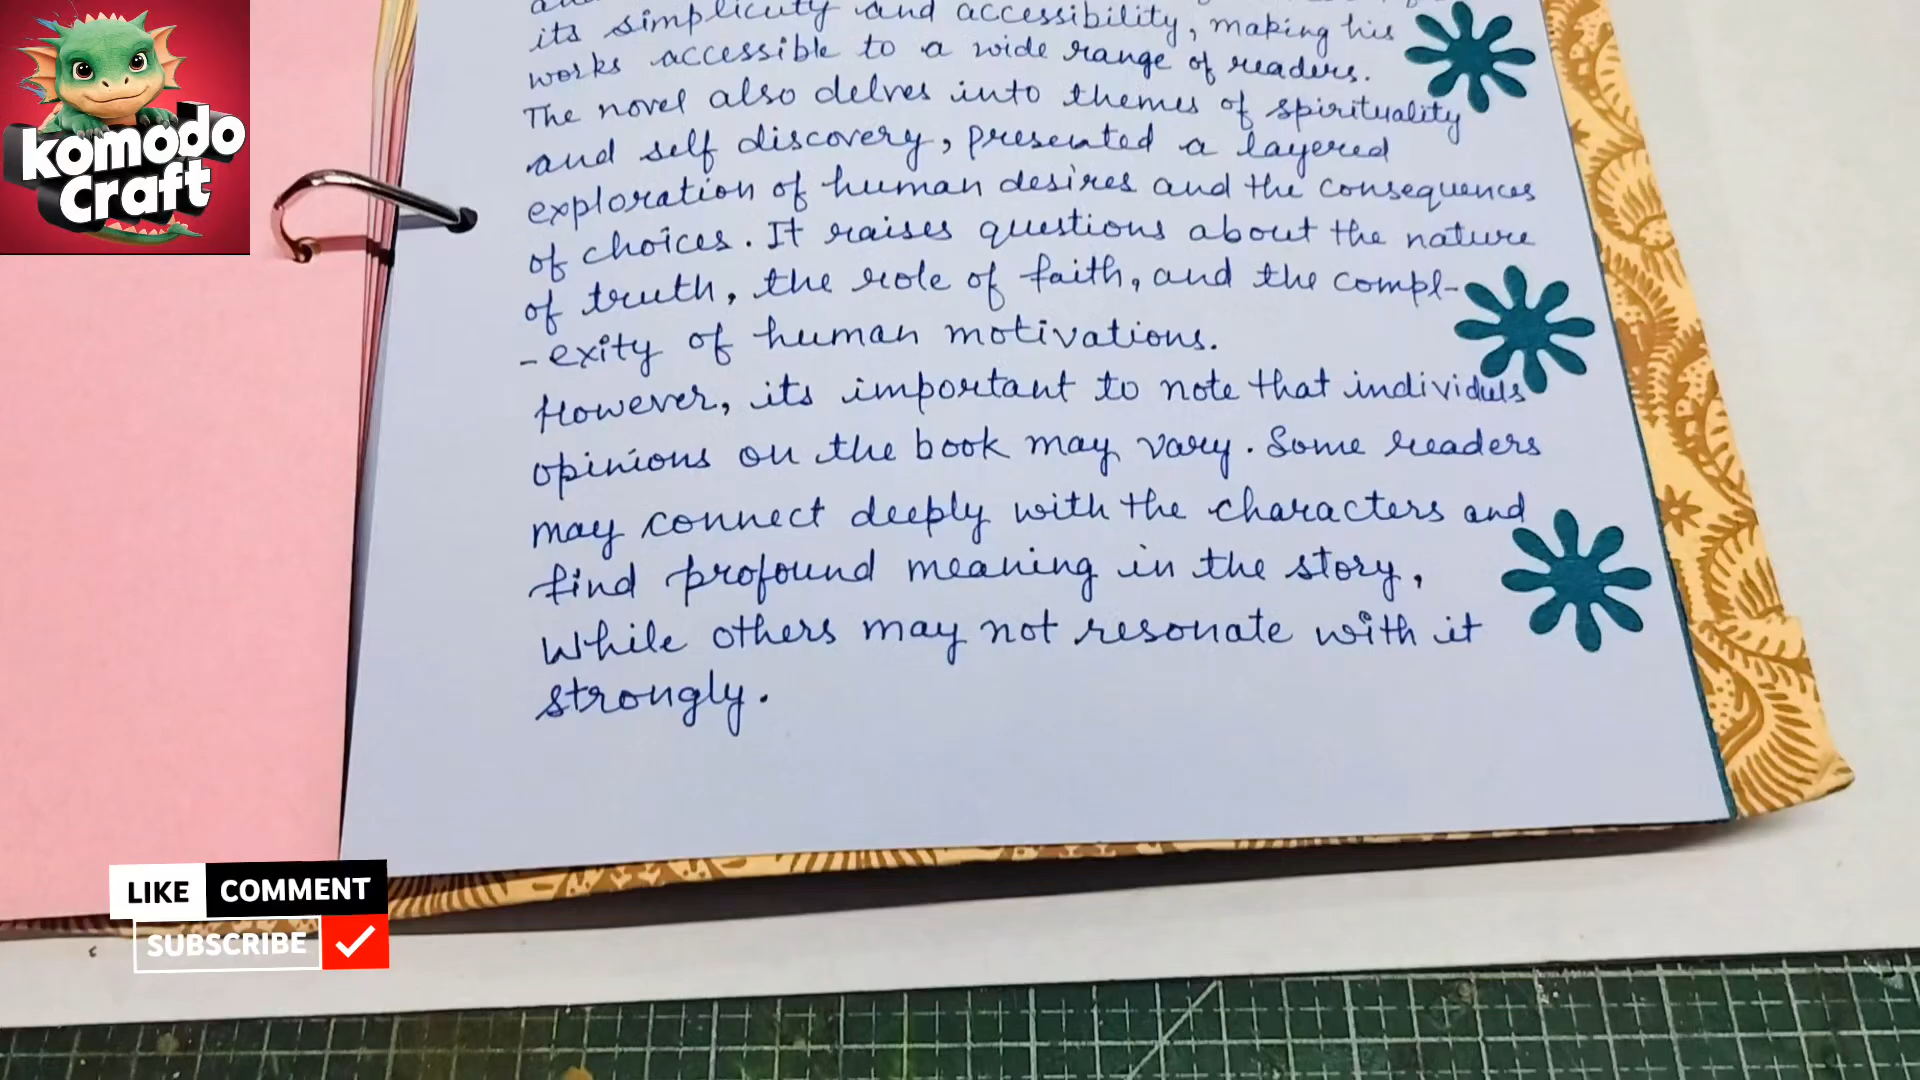 komodo
Craft
its simplicity and accessibility, making his
works accessible to a wide range of readers.
The novel also delves into themes of spirituality
and self discovery, presented a layered
exploration of human desires and the consequences
of choices. It raises questions about the nature
of truth, the role of faith, and the compl-
-exity of human motivations.
However, its important to note that individuls
opinions on the book may vary. Some readers
may connect deeply with the characters and
find profound meaning in the story,
While others may not resonate with it
strongly.
LIKE COMMENT
SUBSCRIBE